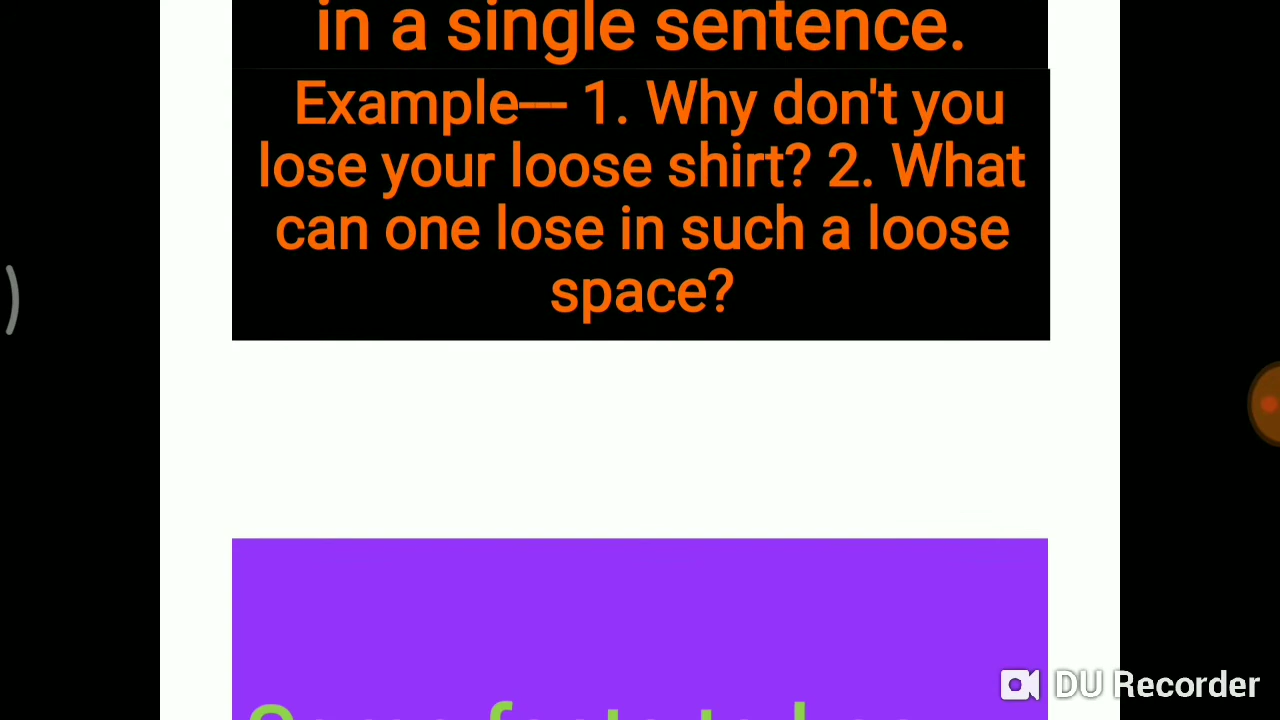 in a single sentence.
Example--- 1. Why don't you
lose your loose shirt? 2. What
can one lose in such a loose
space?
DU Recorder